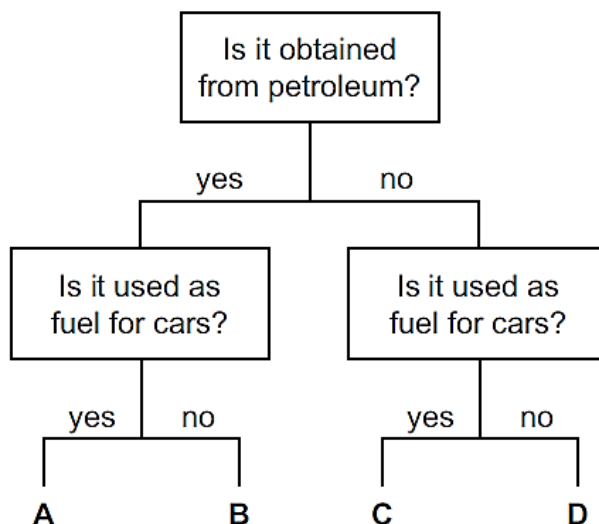 Is it obtained
from petroleum?
yes no
Is it used as
fuel for cars?
Is it used as
fuel for cars?
yes no
yes no
A B C D